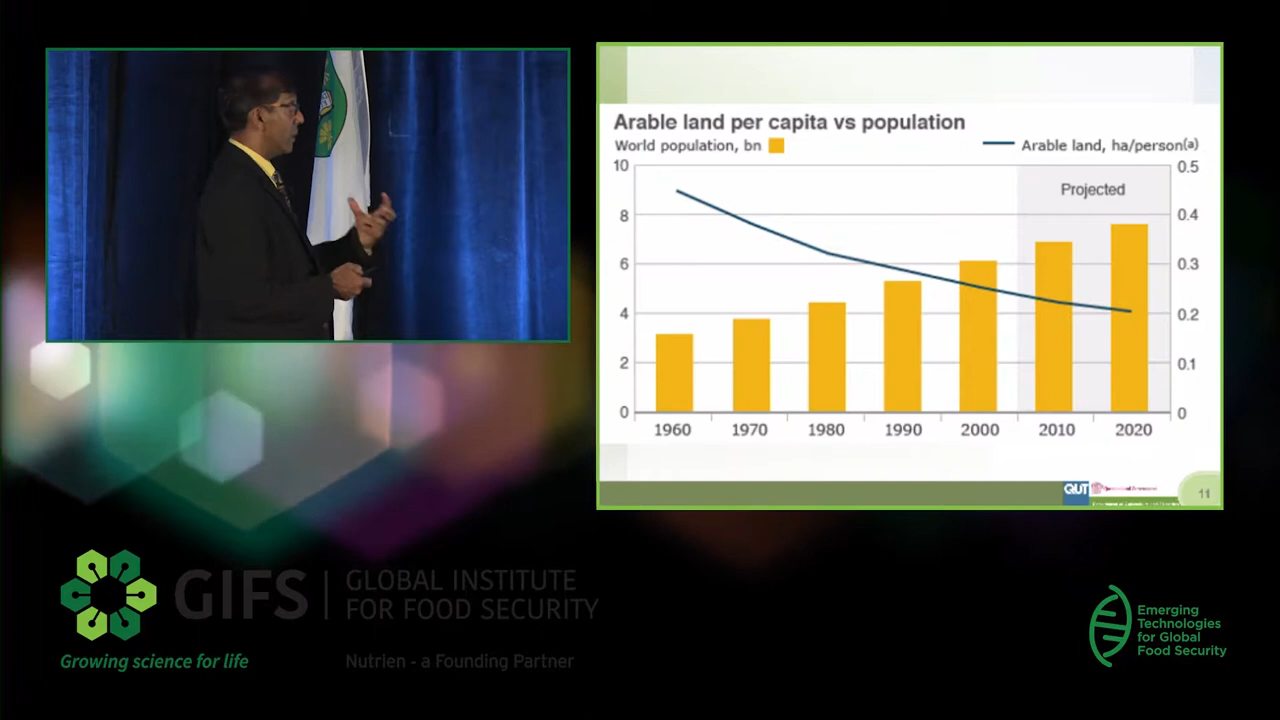 Arable land per capita vs population
World population, bn
Arable land, ha/person(a)
10
8
6
4
2
0
Projected
0.5
0.4
0.3
0.2
0.1
0
1960 1970 1980 1990 2000 2010 2020
QUT
11
GIFS
GLOBAL INSTITUTE
FOR FOOD SECURITY
Growing science for life
Nutrien - a Founding Partner
Emerging
Technologies
for Global
Food Security